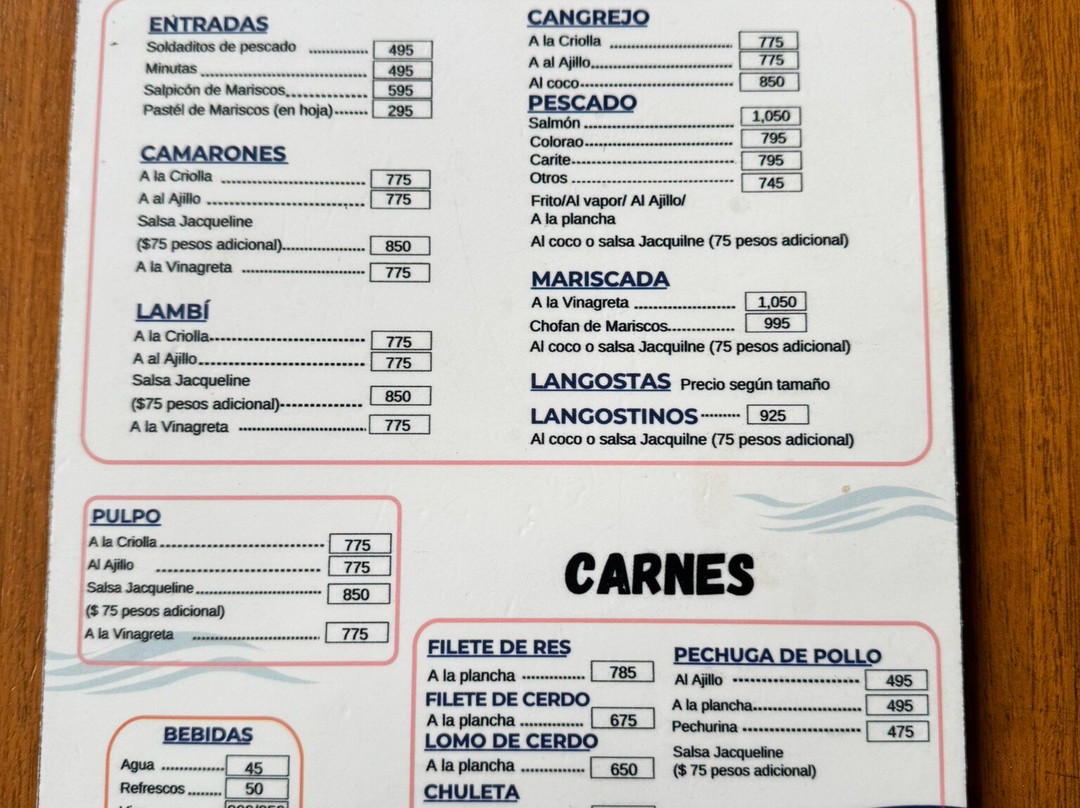 ENTRADAS
Soldaditos de pescado 495
Minutas 495
Salpicón de Mariscos 595
Pastél de Mariscos (en hoja) 295
CAMARONES
A la Criolla 775
A al Ajillo 775
Salsa Jacqueline
($75 pesos adicional) 850
A la Vinagreta 775
LAMBÍ
A la Criolla 775
A al Ajillo 775
Salsa Jacqueline
($75 pesos adicional) 850
A la Vinagreta 775
CANGREJO
A la Criolla 775
A al Ajillo 775
Al coco 850
PESCADO
Salmón 1,050
Colorao 795
Carite 795
Otros 745
Frito/Al vapor/ Al Ajillo/
A la plancha
Al coco o salsa Jacquilne (75 pesos adicional)
MARISCADA
A la Vinagreta 1,050
Chofan de Mariscos 995
Al coco o salsa Jacquilne (75 pesos adicional)
LANGOSTAS Precio según tamaño
LANGOSTINOS 925
Al coco o salsa Jacquilne (75 pesos adicional)
PULPO
A la Criolla 775
Al Ajillo 775
Salsa Jacqueline 850
($ 75 pesos adicional)
A la Vinagreta 775
BEBIDAS
Agua 45
Refrescos 50
CARNES
FILETE DE RES
A la plancha 785
FILETE DE CERDO
A la plancha 675
LOMO DE CERDO
A la plancha 650
CHULETA
PECHUGA DE POLLO
Al Ajillo 495
A la plancha 495
Pechurina 475
Salsa Jacqueline
($ 75 pesos adicional)